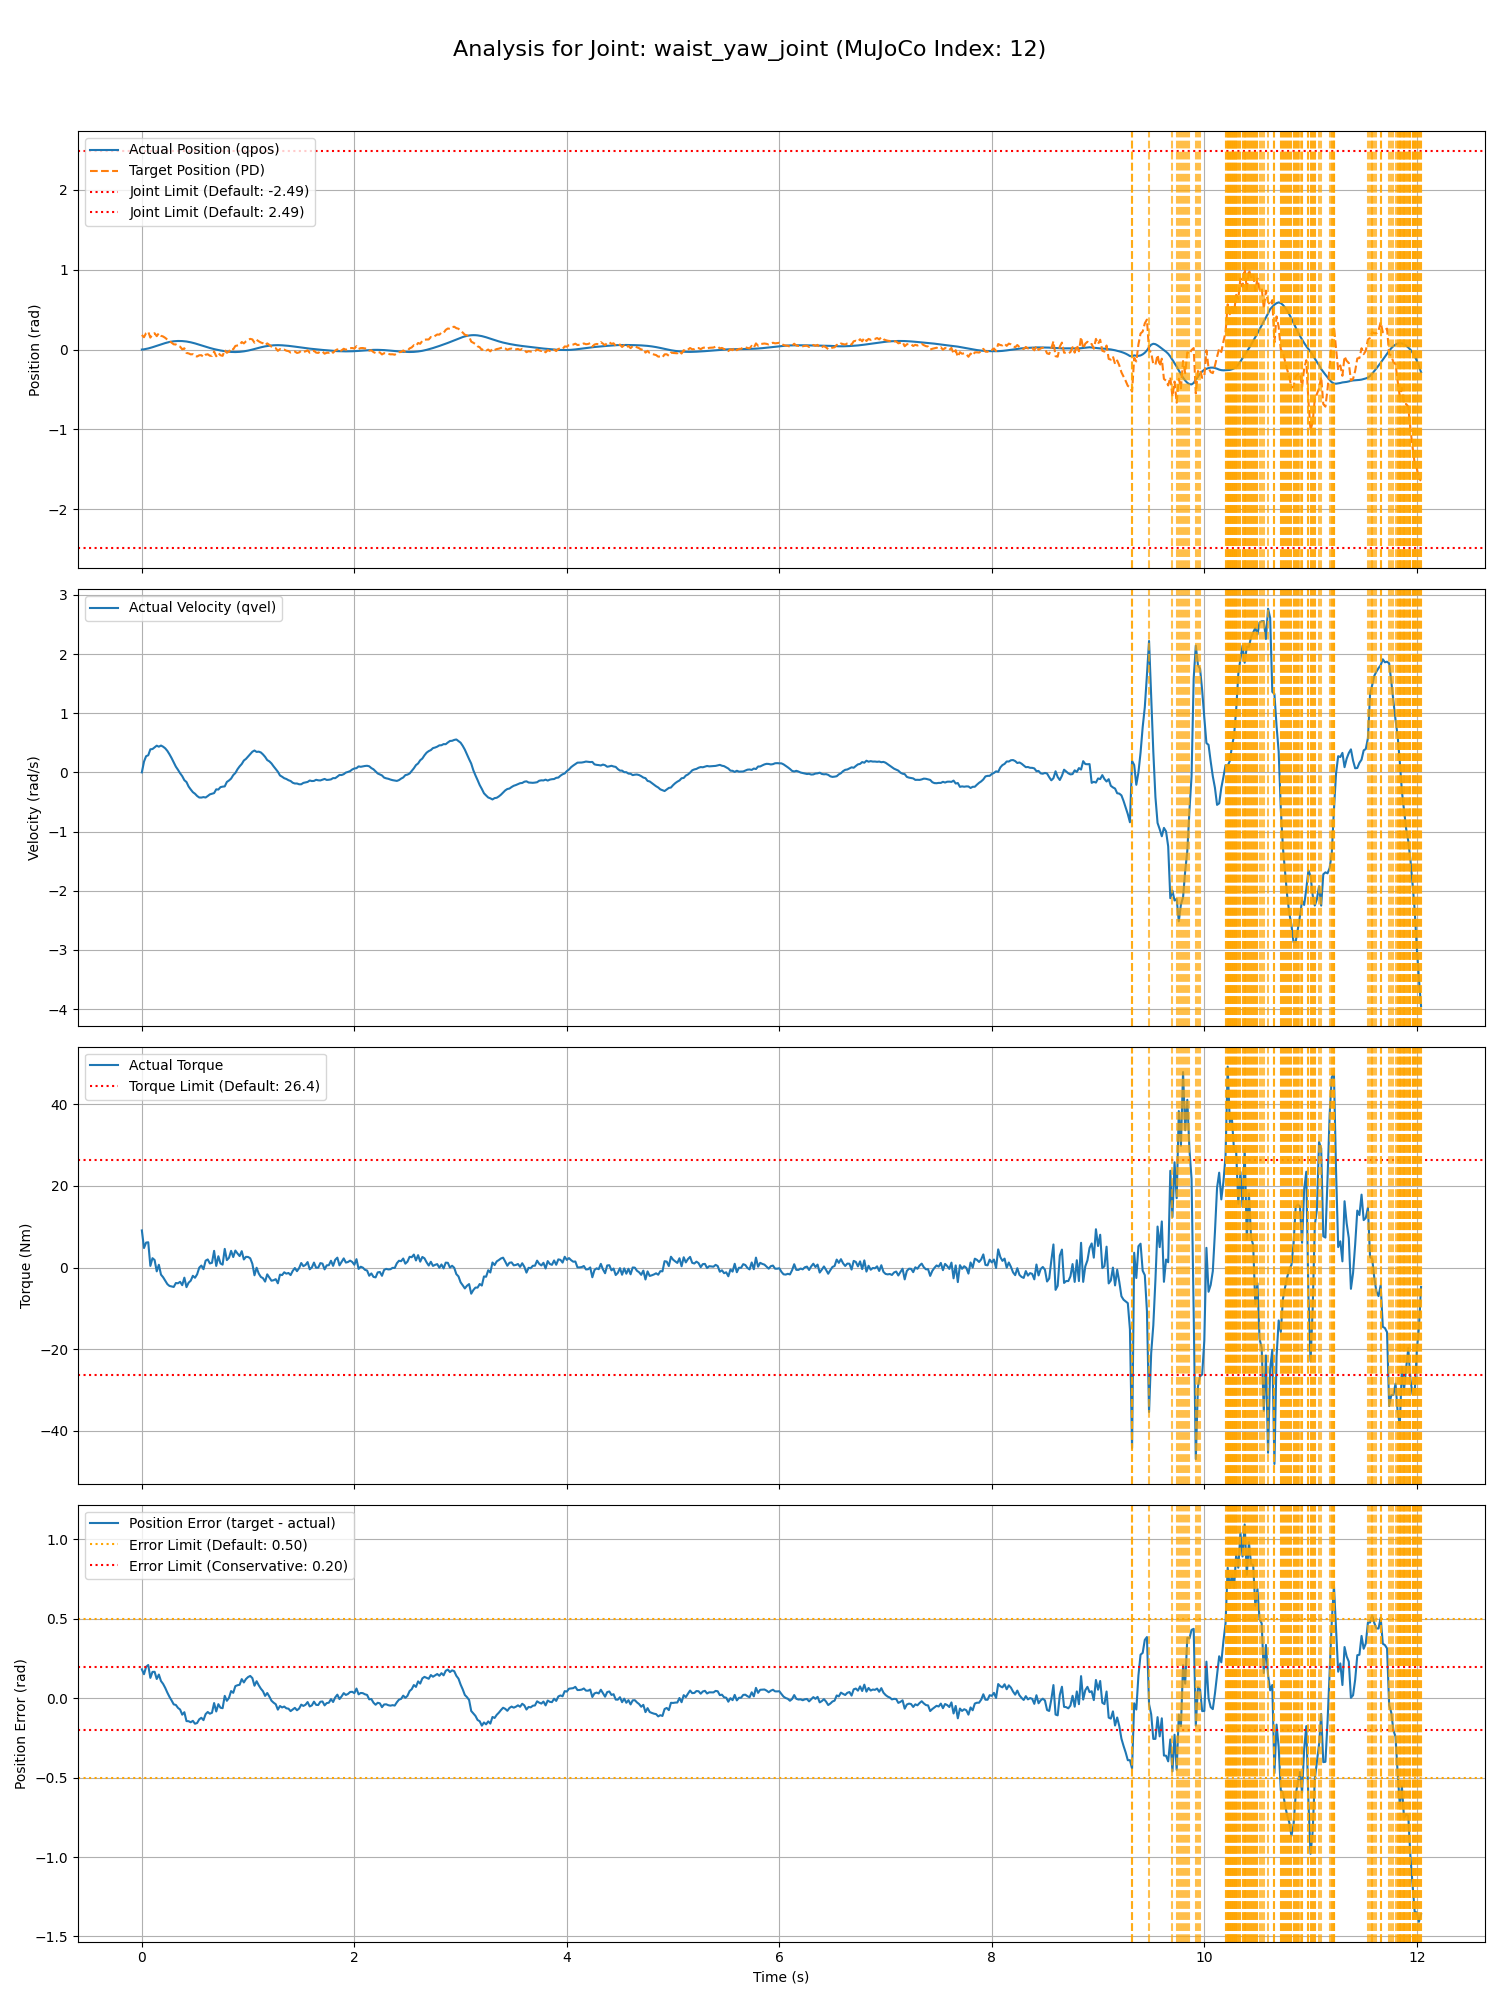 Analysis for Joint: waist_yaw_joint (MuJoCo Index: 12)
Actual Position (qpos)
Target Position (PD)
Joint Limit (Default: -2.49)
Joint Limit (Default: 2.49)
Position (rad)
2
1
0
−1
−2
Actual Velocity (qvel)
Velocity (rad/s)
3
2
1
0
−1
−2
−3
−4
Actual Torque
Torque Limit (Default: 26.4)
Torque (Nm)
40
20
0
−20
−40
Position Error (target - actual)
Error Limit (Default: 0.50)
Error Limit (Conservative: 0.20)
Position Error (rad)
1.0
0.5
0.0
−0.5
−1.0
−1.5
0 2 4 6 8 10 12
Time (s)